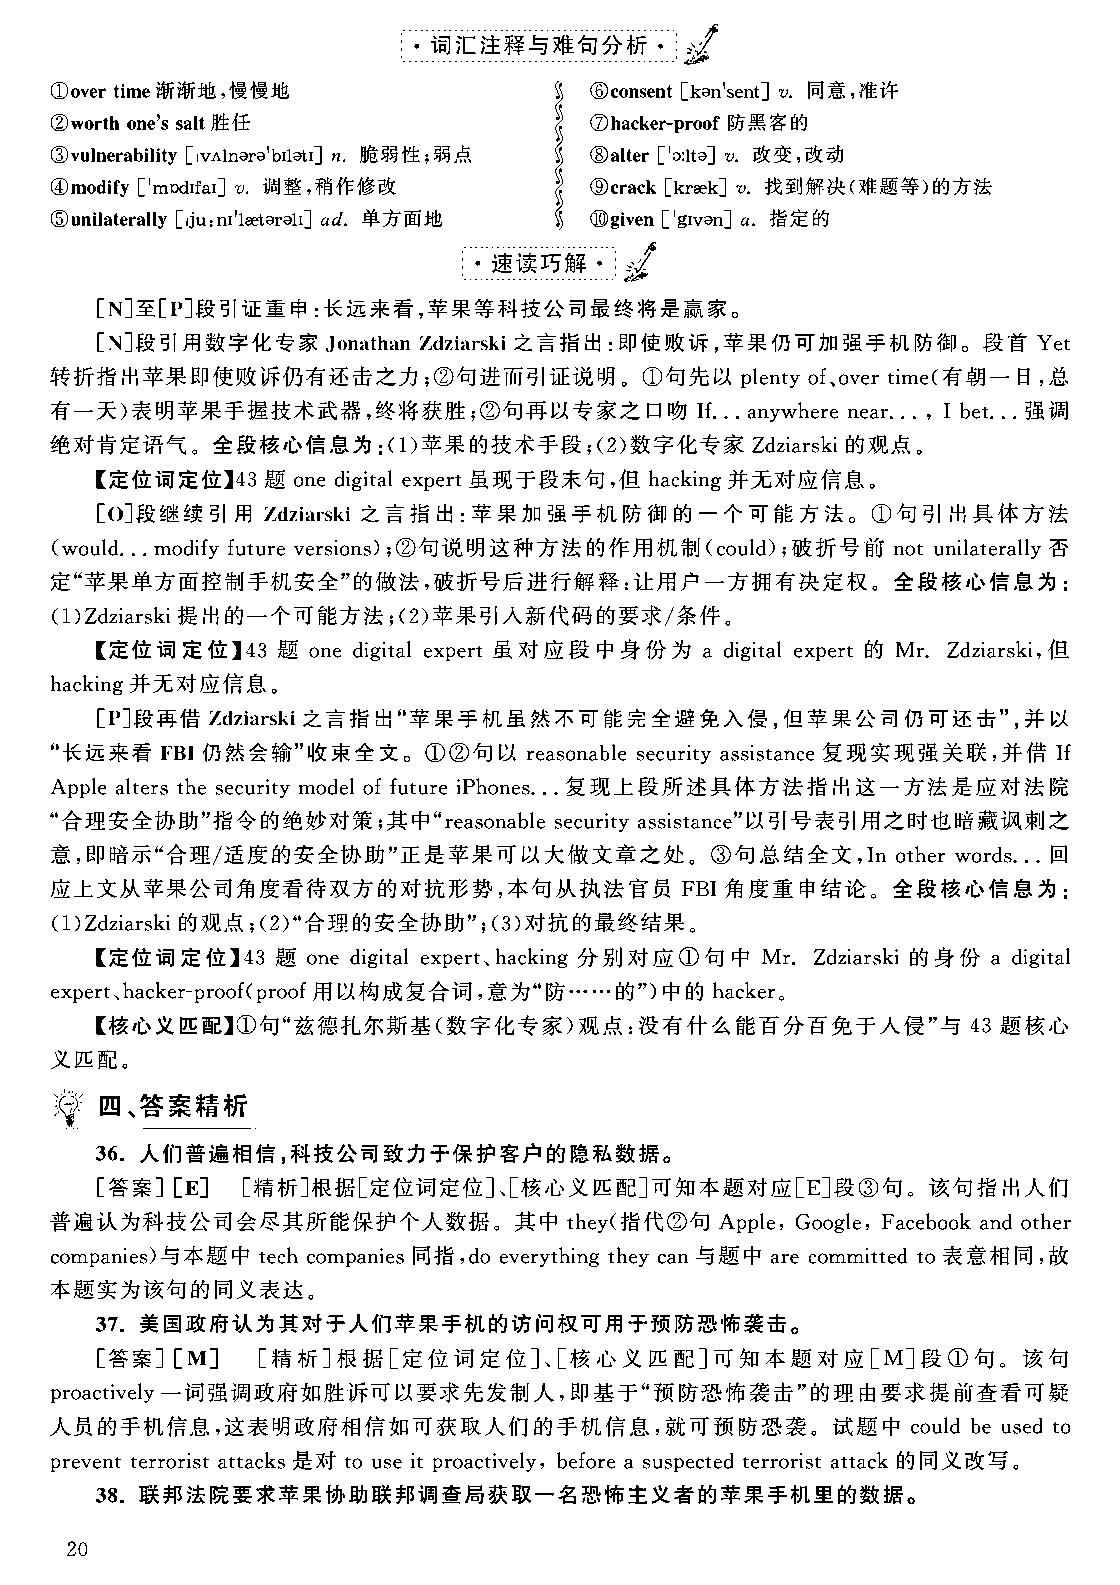 ·词汇注释与难句分析·
①over time 渐渐地,慢慢地
②worth one's salt 胜任
③vulnerability [ˌvʌlnərəˈbɪlətɪ] n. 脆弱性;弱点
④modify [ˈmɒdɪfaɪ] v. 调整,稍作修改
⑤unilaterally [ˌjuːnɪˈlætərəlɪ] ad. 单方面地
⑥consent [kənˈsent] v. 同意,准许
⑦hacker-proof 防黑客的
⑧alter [ˈɔːltə] v. 改变,改动
⑨crack [kræk] v. 找到解决(难题等)的方法
⑩given [ˈgɪvən] a. 指定的
·速读巧解·
[N]至[P]段引证重申:长远来看,苹果等科技公司最终将是赢家。
[N]段引用数字化专家 Jonathan Zdziarski 之言指出:即使败诉,苹果仍可加强手机防御。段首 Yet
转折指出苹果即使败诉仍有还击之力;②句进而引证说明。①句先以 plenty of、over time(有朝一日,总
有一天)表明苹果手握技术武器,终将获胜;②句再以专家之口吻 If... anywhere near..., I bet... 强调
绝对肯定语气。全段核心信息为:(1)苹果的技术手段;(2)数字化专家 Zdziarski 的观点。
【定位词定位】43 题 one digital expert 虽现于段末句,但 hacking 并无对应信息。
[O]段继续引用 Zdziarski 之言指出:苹果加强手机防御的一个可能方法。①句引出具体方法
(would... modify future versions);②句说明这种方法的作用机制(could);破折号前 not unilaterally 否
定“苹果单方面控制手机安全”的做法,破折号后进行解释:让用户一方拥有决定权。全段核心信息为:
(1)Zdziarski 提出的一个可能方法;(2)苹果引入新代码的要求/条件。
【定位词定位】43 题 one digital expert 虽对应段中身份为 a digital expert 的 Mr. Zdziarski,但
hacking 并无对应信息。
[P]段再借 Zdziarski 之言指出“苹果手机虽然不可能完全避免入侵,但苹果公司仍可还击”,并以
“长远来看 FBI 仍然会输”收束全文。①②句以 reasonable security assistance 复现实现强关联,并借 If
Apple alters the security model of future iPhones... 复现上段所述具体方法指出这一方法是应对法院
“合理安全协助”指令的绝妙对策;其中“reasonable security assistance”以引号表引用之时也暗藏讽刺之
意,即暗示“合理/适度的安全协助”正是苹果可以大做文章之处。③句总结全文,In other words... 回
应上文从苹果公司角度看待双方的对抗形势,本句从执法官员 FBI 角度重申结论。全段核心信息为:
(1)Zdziarski 的观点;(2)“合理的安全协助”;(3)对抗的最终结果。
【定位词定位】43 题 one digital expert、hacking 分别对应①句中 Mr. Zdziarski 的身份 a digital
expert、hacker-proof(proof 用以构成复合词,意为“防……的”)中的 hacker。
【核心义匹配】①句“兹德扎尔斯基(数字化专家)观点:没有什么能百分百免于人侵”与 43 题核心
义匹配。
四、答案精析
36. 人们普遍相信,科技公司致力于保护客户的隐私数据。
[答案][E] [精析]根据[定位词定位]、[核心义匹配]可知本题对应[E]段③句。该句指出人们
普遍认为科技公司会尽其所能保护个人数据。其中 they(指代②句 Apple, Google, Facebook and other
companies)与本题中 tech companies 同指,do everything they can 与题中 are committed to 表意相同,故
本题实为该句的同义表达。
37. 美国政府认为其对于人们苹果手机的访问权可用于预防恐怖袭击。
[答案][M] [精析]根据[定位词定位]、[核心义匹配]可知本题对应[M]段①句。该句
proactively 一词强调政府如胜诉可以要求先发制人,即基于“预防恐怖袭击”的理由要求提前查看可疑
人员的手机信息,这表明政府相信如可获取人们的手机信息,就可预防恐袭。试题中 could be used to
prevent terrorist attacks 是对 to use it proactively, before a suspected terrorist attack 的同义改写。
38. 联邦法院要求苹果协助联邦调查局获取一名恐怖主义者的苹果手机里的数据。
20